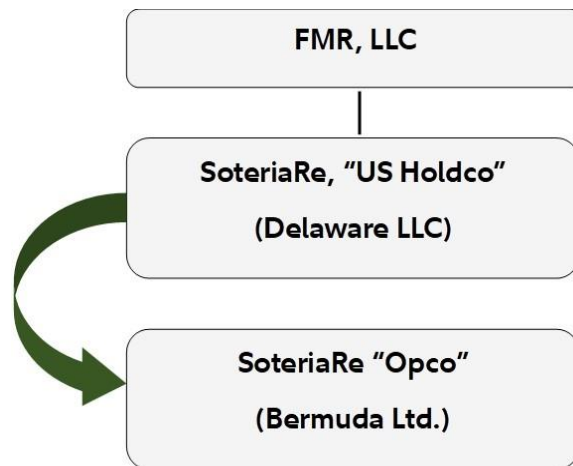 FMR, LLC
SoteriaRe, “US Holdco”
(Delaware LLC)
SoteriaRe “Opco”
(Bermuda Ltd.)